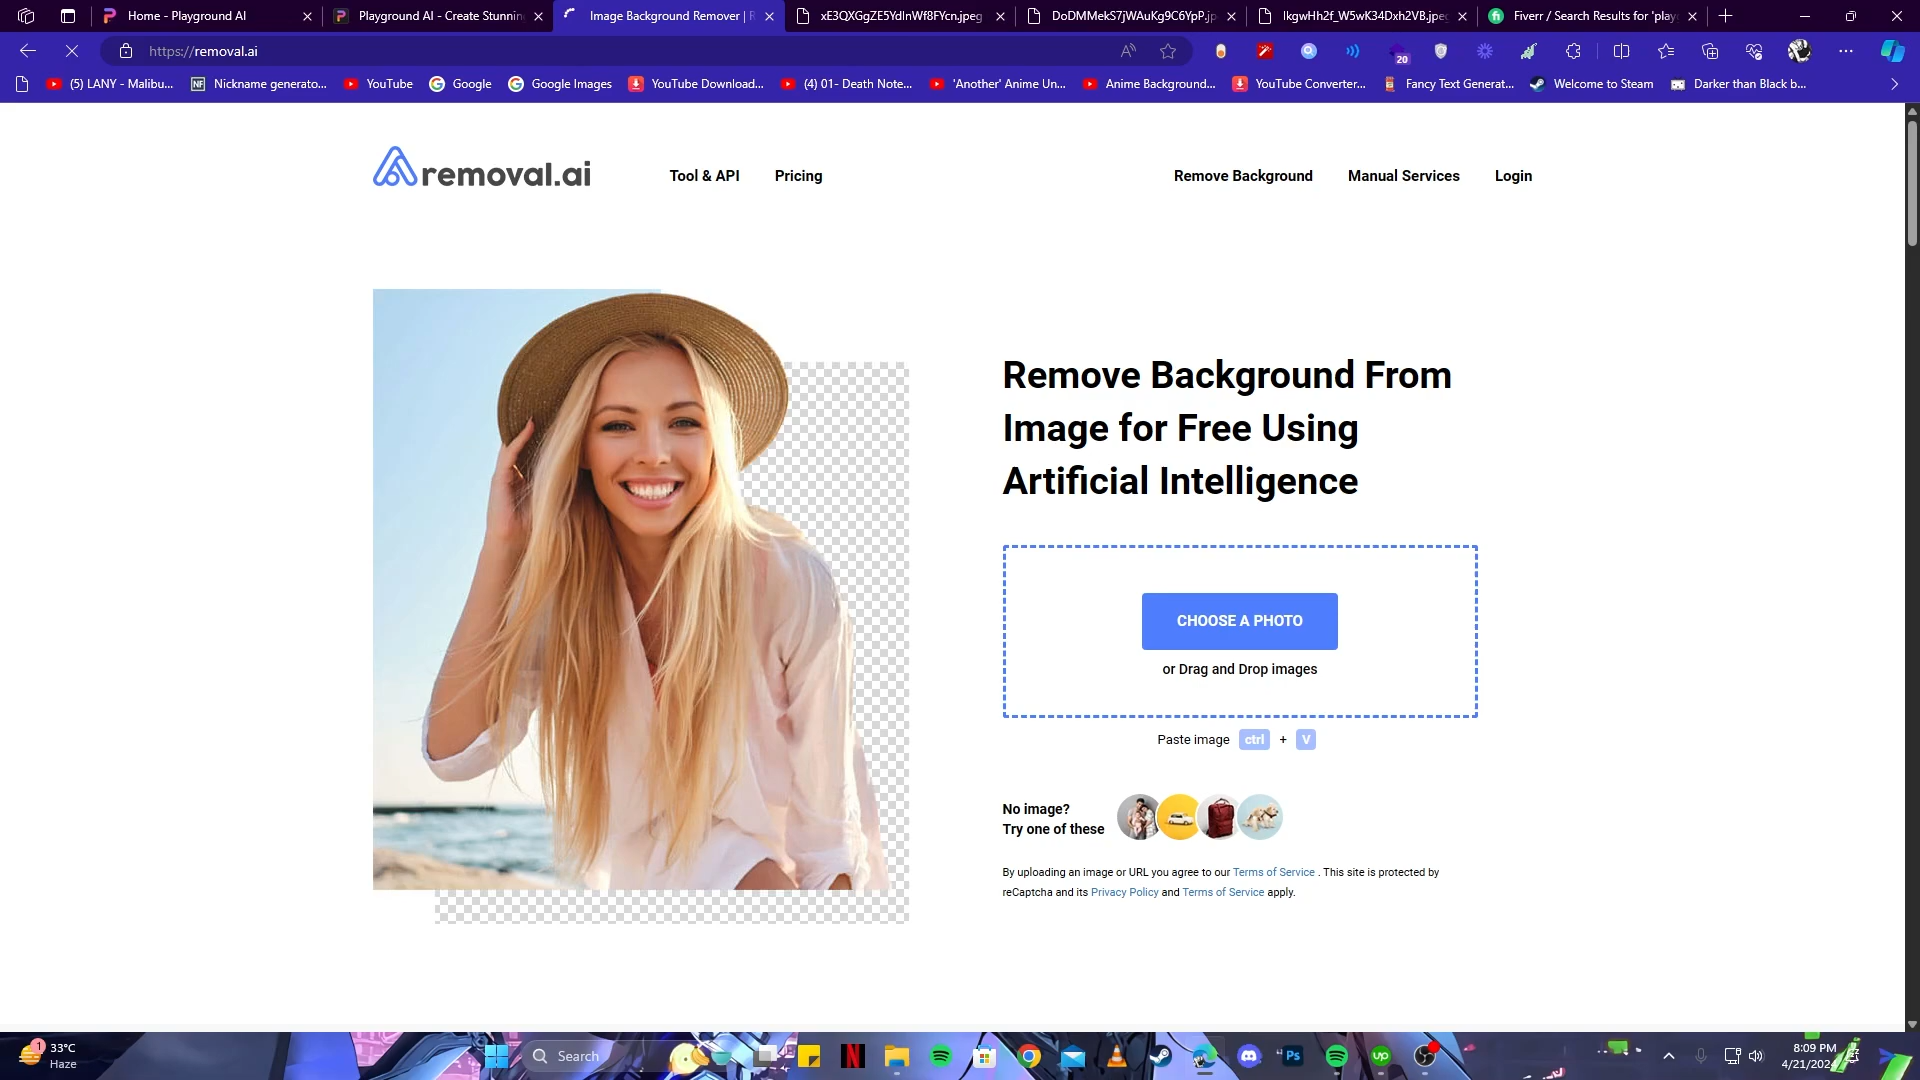 Home - Playground AI
Playground AI - Create Stunnin
Image Background Remover | R
xE3QXGgZE5YdlnWf8FYcn.jpeg
DoDMMekS7jWAuKg9C6YpP.jp
lkgwHh2f_W5wK34Dxh2VB.jpeg
Fiverr / Search Results for 'play
https://removal.ai
20
(5) LANY - Malibu...
NF
Nickname generato...
YouTube
Google
Google Images
YouTube Download...
(4) 01- Death Note...
'Another' Anime Un...
Anime Background...
YouTube Converter...
Fancy Text Generat...
Welcome to Steam
Darker than Black b...
removal.ai
Tool & API
Pricing
Remove Background
Manual Services
Login
Remove Background From
Image for Free Using
Artificial Intelligence
CHOOSE A PHOTO
or Drag and Drop images
Paste image ctrl + V
No image?
Try one of these
By uploading an image or URL you agree to our Terms of Service . This site is protected by
reCaptcha and its Privacy Policy and Terms of Service apply.
1
33°C
Haze
Search
N
Ps
up
8:09 PM